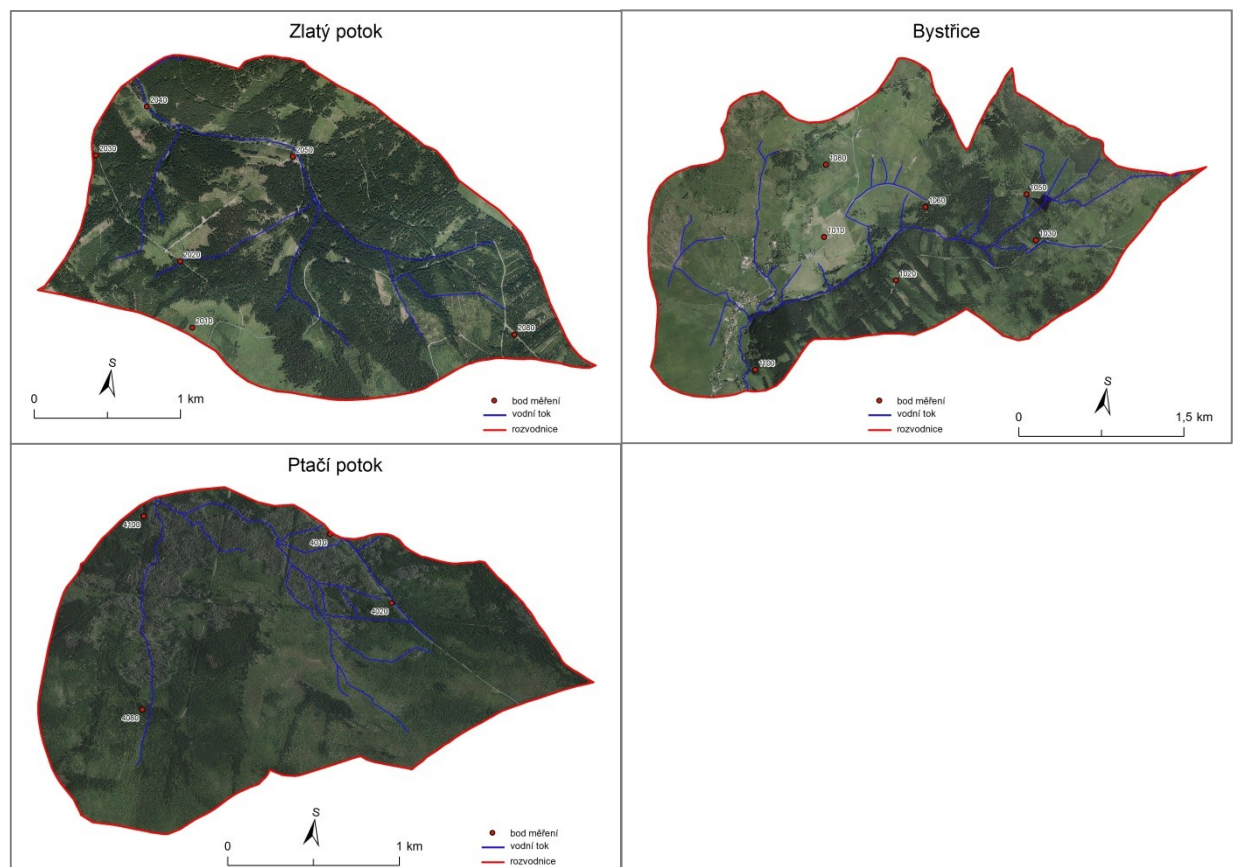 Zlatý potok
2040
2030
2050
2020
2010
2080
S
0 1 km
bod měření
vodní tok
rozvodnice
Bystřice
1080
1050
1060
1010
1030
1020
1100
S
0 1,5 km
bod měření
vodní tok
rozvodnice
Ptačí potok
4100
4010
4020
4080
S
0 1 km
bod měření
vodní tok
rozvodnice